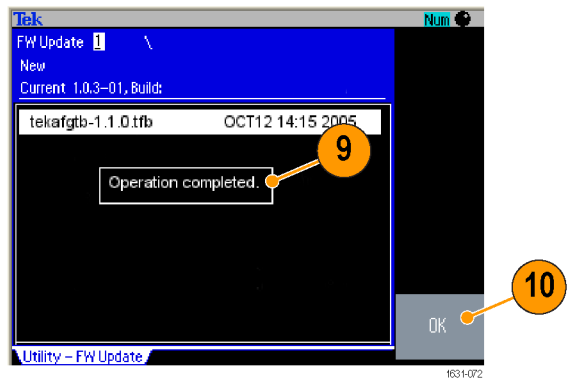 Tek Num
FW Update 1 \
New
Current 1.0.3-01, Build:
tekafgtb-1.1.0.tfb OCT12 14:15 2005
9
Operation completed.
10
OK
Utility - FW Update
1631-072